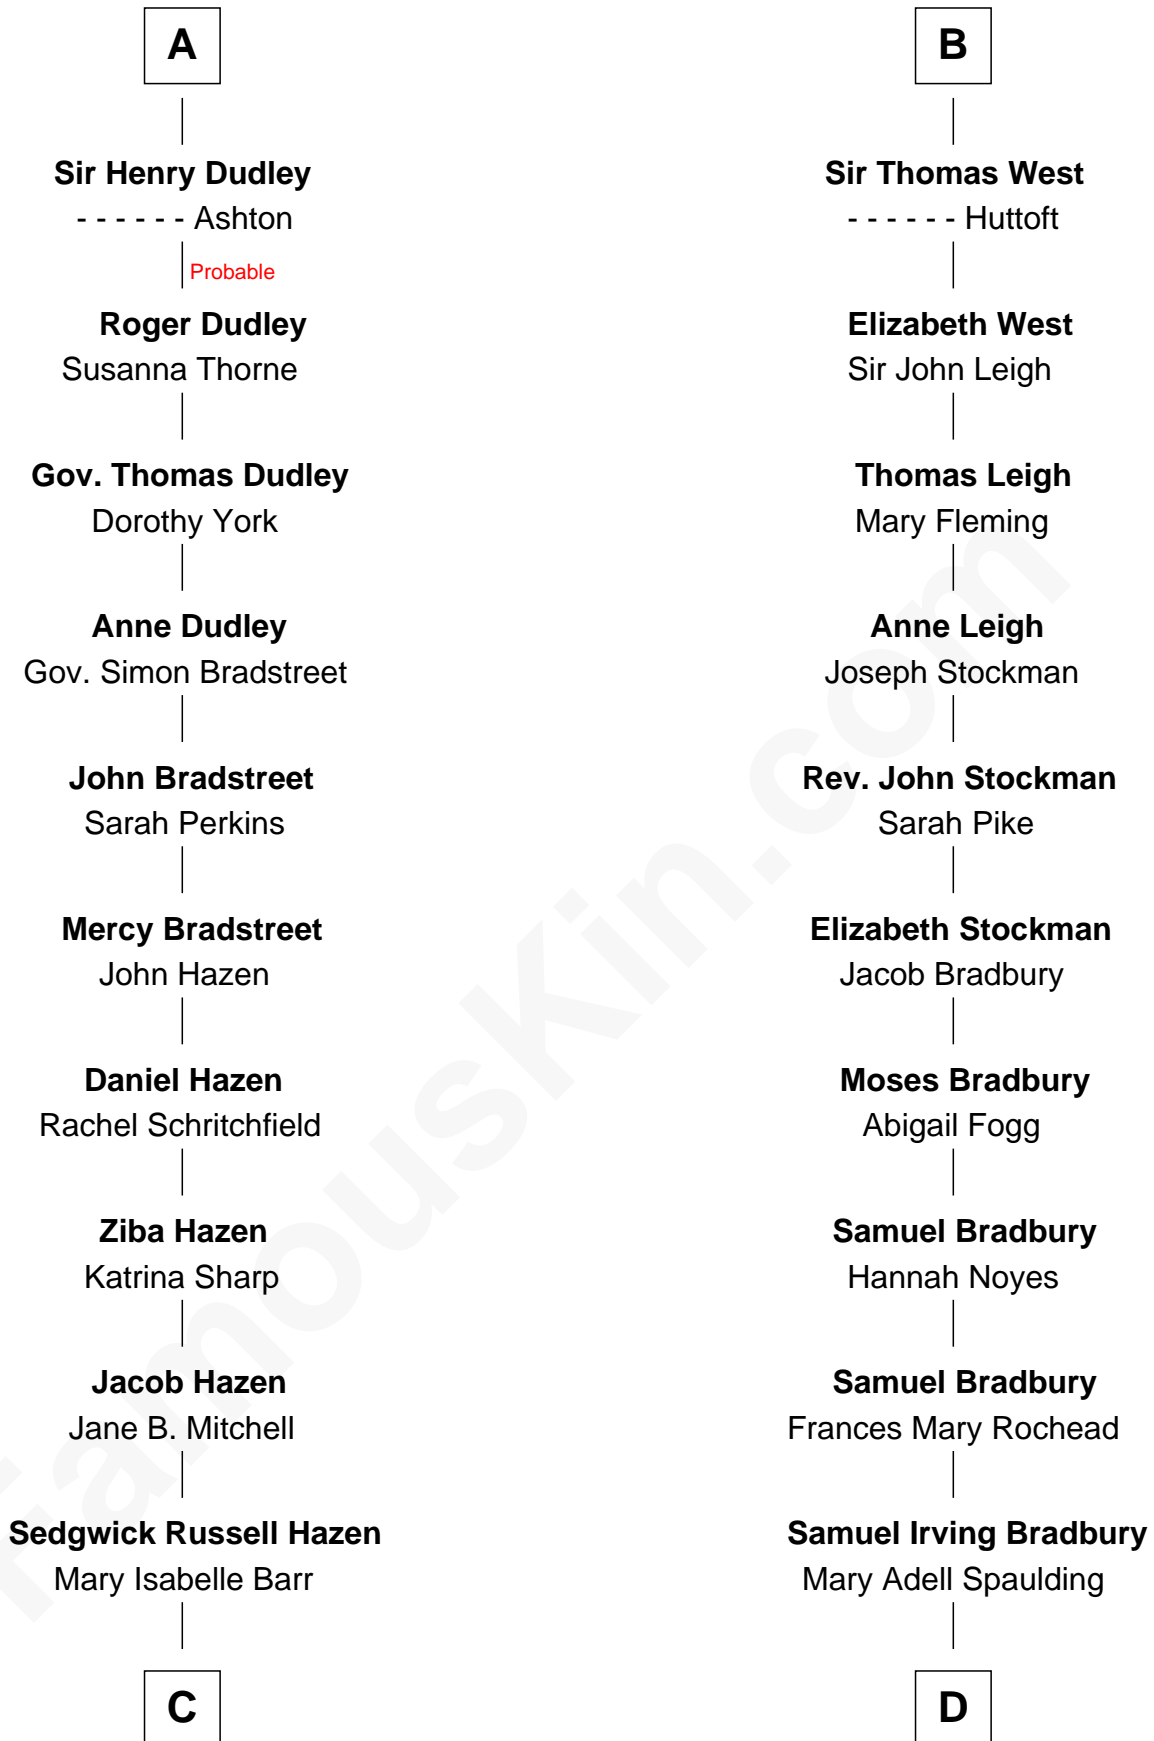 A
Sir Henry Dudley
- - - - - - Ashton
Probable
Roger Dudley
Susanna Thorne
Gov. Thomas Dudley
Dorothy York
Anne Dudley
Gov. Simon Bradstreet
John Bradstreet
Sarah Perkins
Mercy Bradstreet
John Hazen
Daniel Hazen
Rachel Schritchfield
Ziba Hazen
Katrina Sharp
Jacob Hazen
Jane B. Mitchell
Sedgwick Russell Hazen
Mary Isabelle Barr
C
B
Sir Thomas West
- - - - - - Huttoft
Elizabeth West
Sir John Leigh
Thomas Leigh
Mary Fleming
Anne Leigh
Joseph Stockman
Rev. John Stockman
Sarah Pike
Elizabeth Stockman
Jacob Bradbury
Moses Bradbury
Abigail Fogg
Samuel Bradbury
Hannah Noyes
Samuel Bradbury
Frances Mary Rochead
Samuel Irving Bradbury
Mary Adell Spaulding
D
FamousKin.com